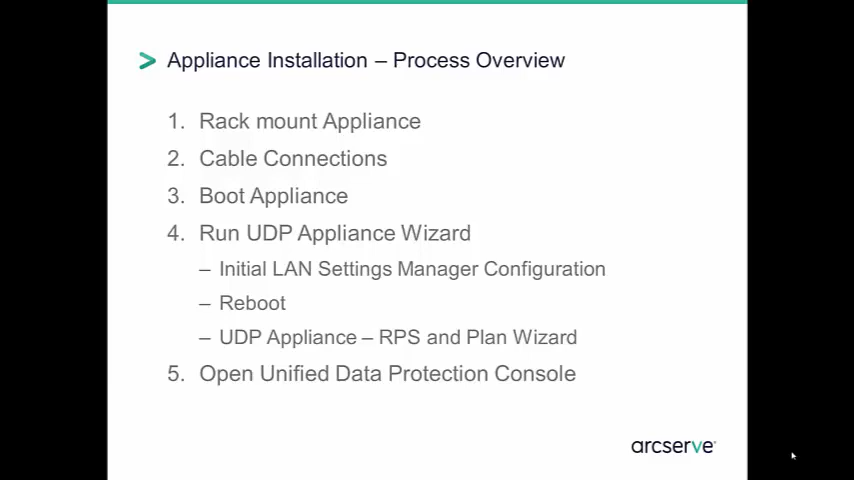 > Appliance Installation – Process Overview
1. Rack mount Appliance
2. Cable Connections
3. Boot Appliance
4. Run UDP Appliance Wizard
– Initial LAN Settings Manager Configuration
– Reboot
– UDP Appliance – RPS and Plan Wizard
5. Open Unified Data Protection Console
arcserve